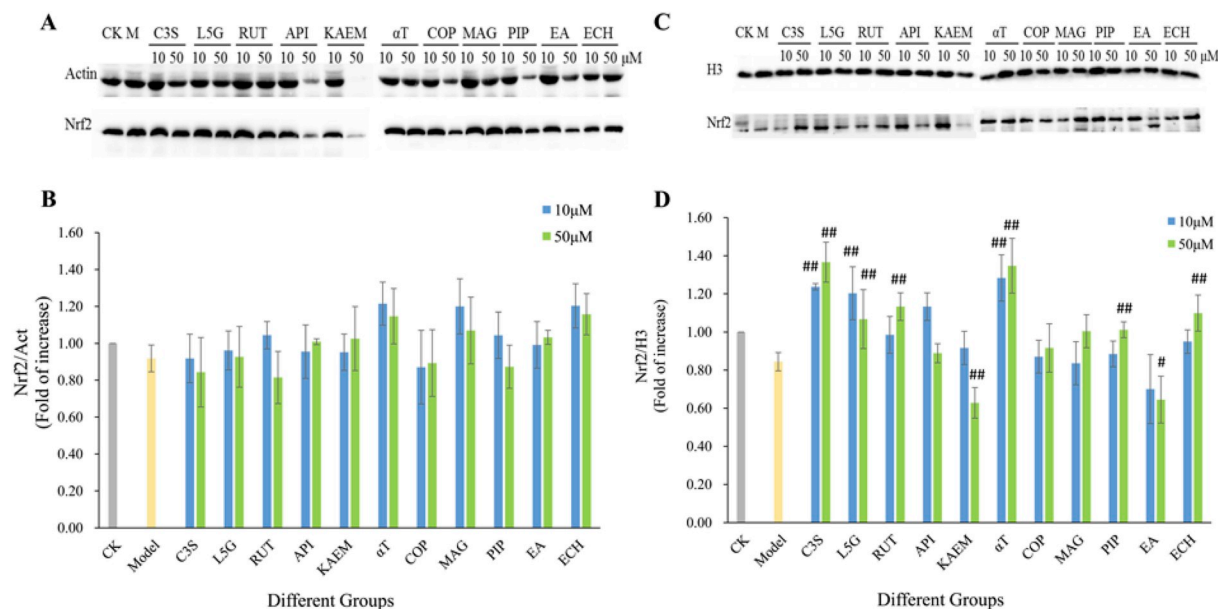 A
CK M C3S L5G RUT API KAEM αT COP MAG PIP EA ECH
10 50 10 50 10 50 10 50 10 50 10 50 10 50 10 50 10 50 10 50 10 50 μM
Actin
Nrf2
B
10μM
50μM
Nrf2/Act
(Fold of increase)
1.60
1.40
1.20
1.00
0.80
0.60
0.40
0.20
0.00
CK Model C3S L5G RUT API KAEM αT COP MAG PIP EA ECH
Different Groups
C
CK M C3S L5G RUT API KAEM αT COP MAG PIP EA ECH
10 50 10 50 10 50 10 50 10 50 10 50 10 50 10 50 10 50 10 50 10 50 μM
H3
Nrf2
D
10μM
50μM
Nrf2/H3
(Fold of increase)
1.60
1.40
1.20
1.00
0.80
0.60
0.40
0.20
0.00
## ## ## ## ## ## ## ## ## # ##
CK Model C3S L5G RUT API KAEM αT COP MAG PIP EA ECH
Different Groups